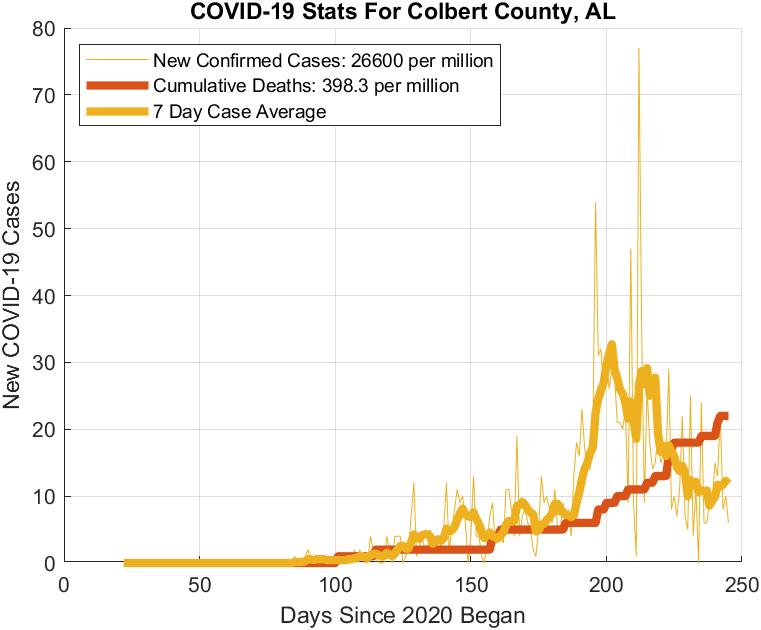 COVID-19 Stats For Colbert County, AL
New Confirmed Cases: 26600 per million
Cumulative Deaths: 398.3 per million
7 Day Case Average
New COVID-19 Cases
80
70
60
50
40
30
20
10
0
0 50 100 150 200 250
Days Since 2020 Began